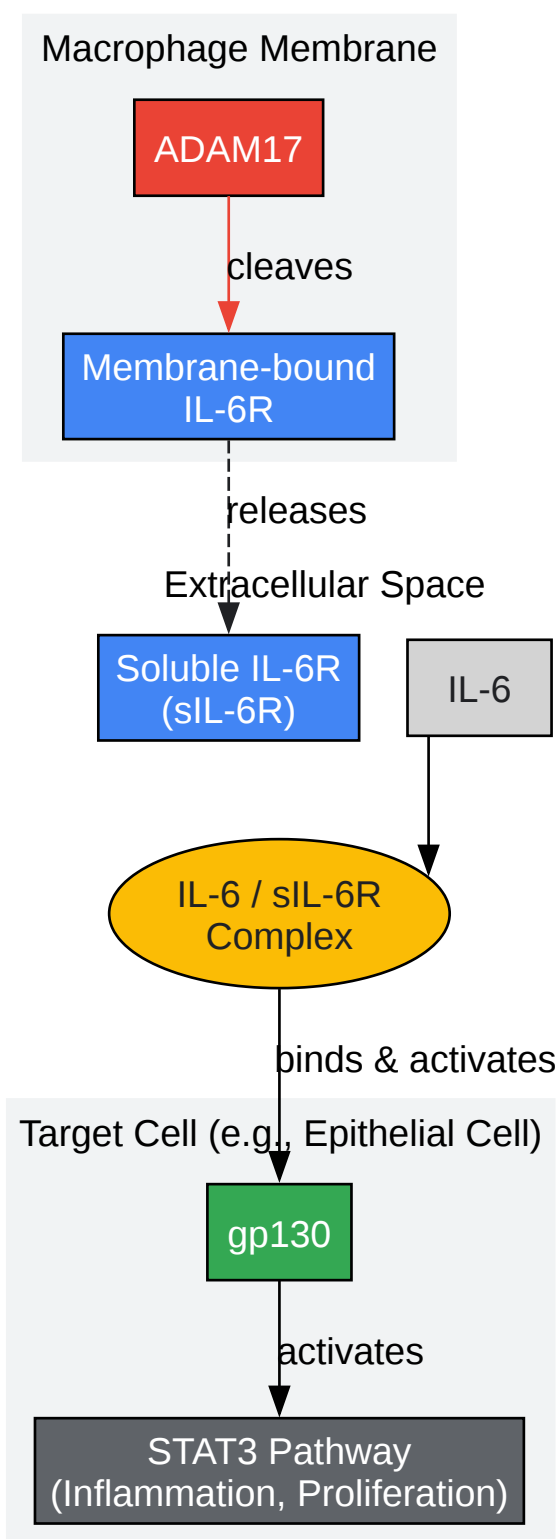 Macrophage Membrane
ADAM17
cleaves
Membrane-bound
IL-6R
releases
Extracellular Space
Soluble IL-6R
(sIL-6R)
IL-6
IL-6 / sIL-6R
Complex
binds & activates
Target Cell (e.g., Epithelial Cell)
gp130
activates
STAT3 Pathway
(Inflammation, Proliferation)